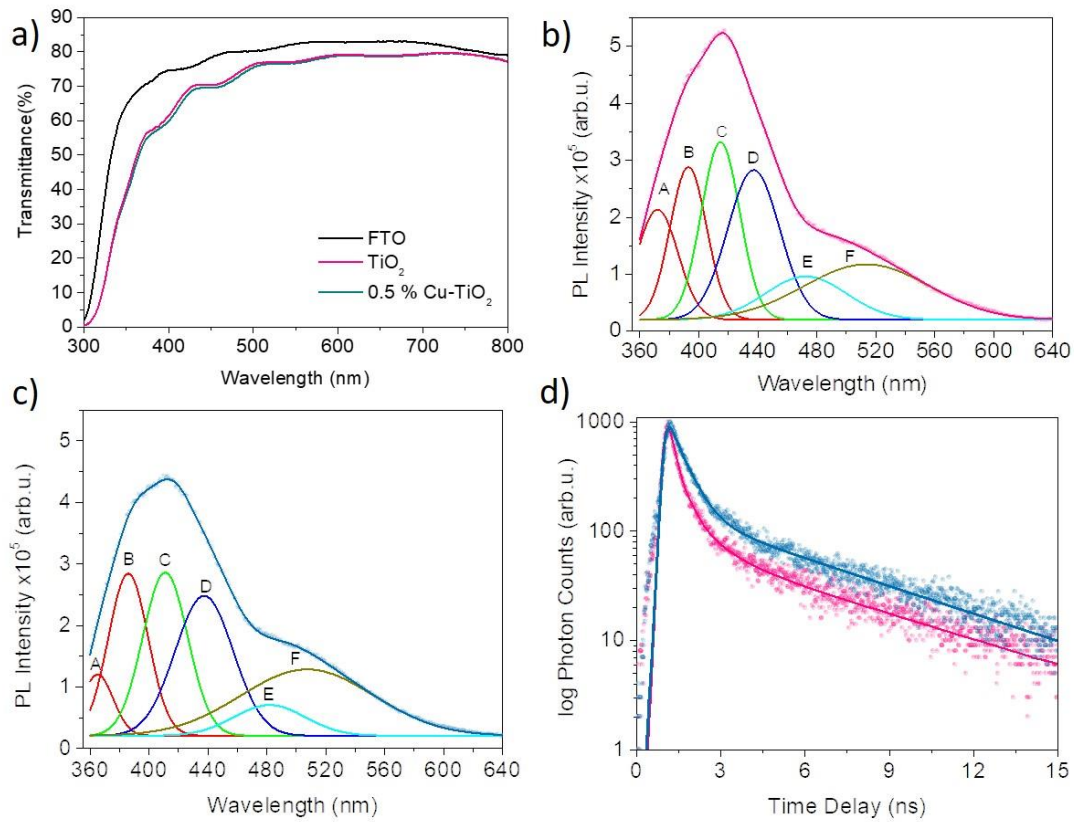 a)
90
80
70
60
50
40
30
20
10
0
Transmittance(%)
300 400 500 600 700 800
Wavelength (nm)
FTO
TiO₂
0.5 % Cu-TiO₂
b)
5
4
3
2
1
0
PL Intensity x10⁵ (arb.u.)
A
B
C
D
E
F
360 400 440 480 520 560 600 640
Wavelength (nm)
c)
5
4
3
2
1
0
PL Intensity x10⁵ (arb.u.)
A
B
C
D
E
F
360 400 440 480 520 560 600 640
Wavelength (nm)
d)
1000
100
10
1
log Photon Counts (arb.u.)
0 3 6 9 12 15
Time Delay (ns)